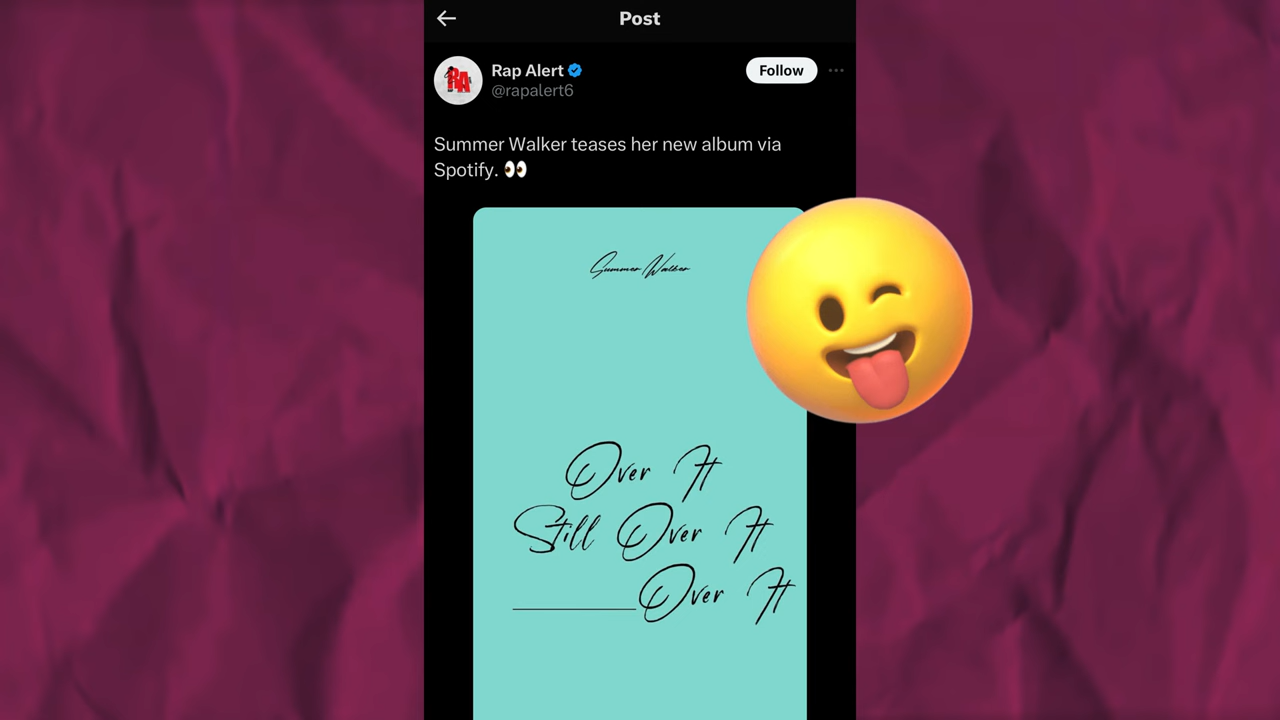 Post
Rap Alert
@rapalert6
Follow
Summer Walker teases her new album via
Spotify. 👀
Summer Walker
Over It
Still Over It
__________ Over It